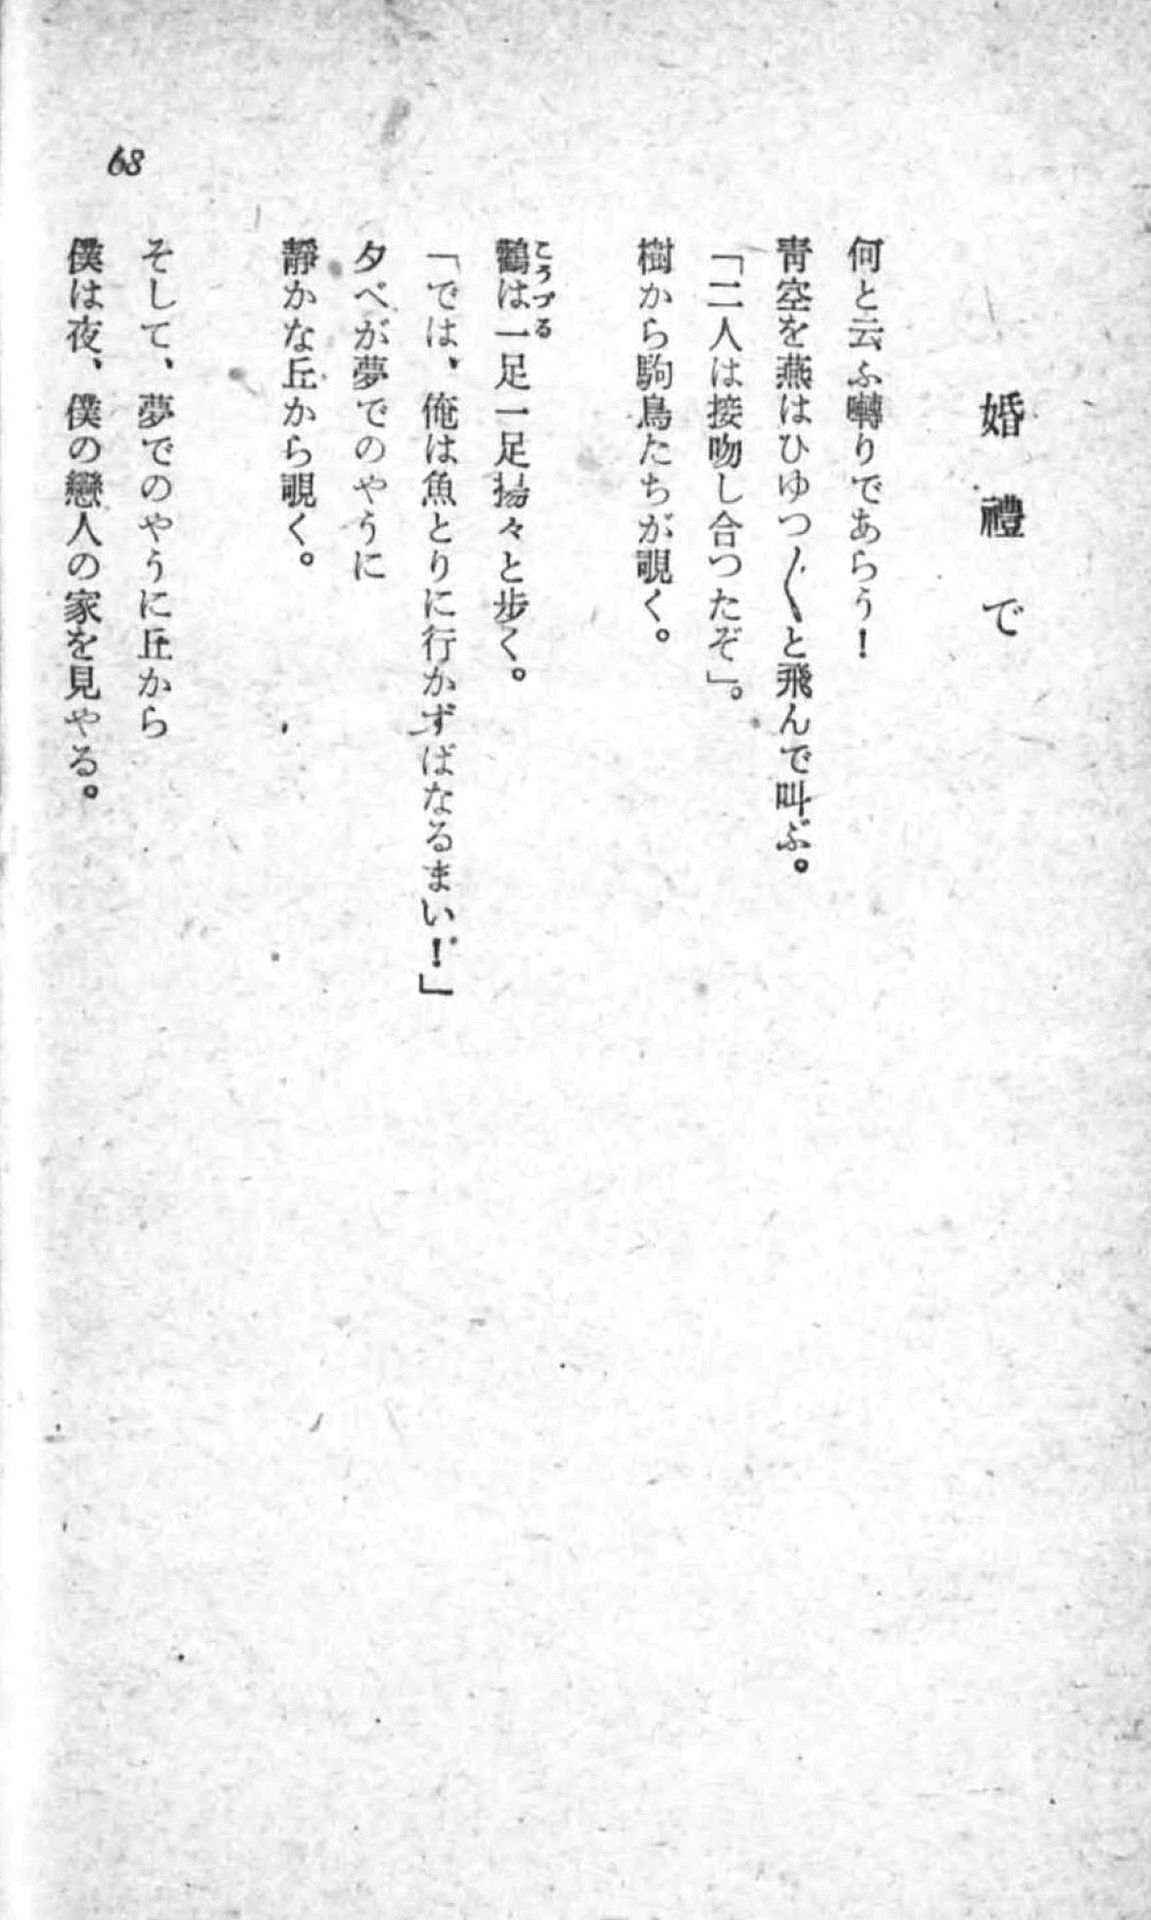 婚禮で
何と云ふ囀りであらう！
靑空を燕はひゆつ〱と飛んで叫ぶ。
「二人は接吻し合つたぞ」。
樹から駒鳥たちが覗く。
鸛は一足一足揚々と歩く。
こうづる
「では、俺は魚とりに行かずばなるまい！」
夕べが夢でのやうに
靜かな丘から覗く。
そして、夢でのやうに丘から
僕は夜、僕の戀人の家を見やる。
68